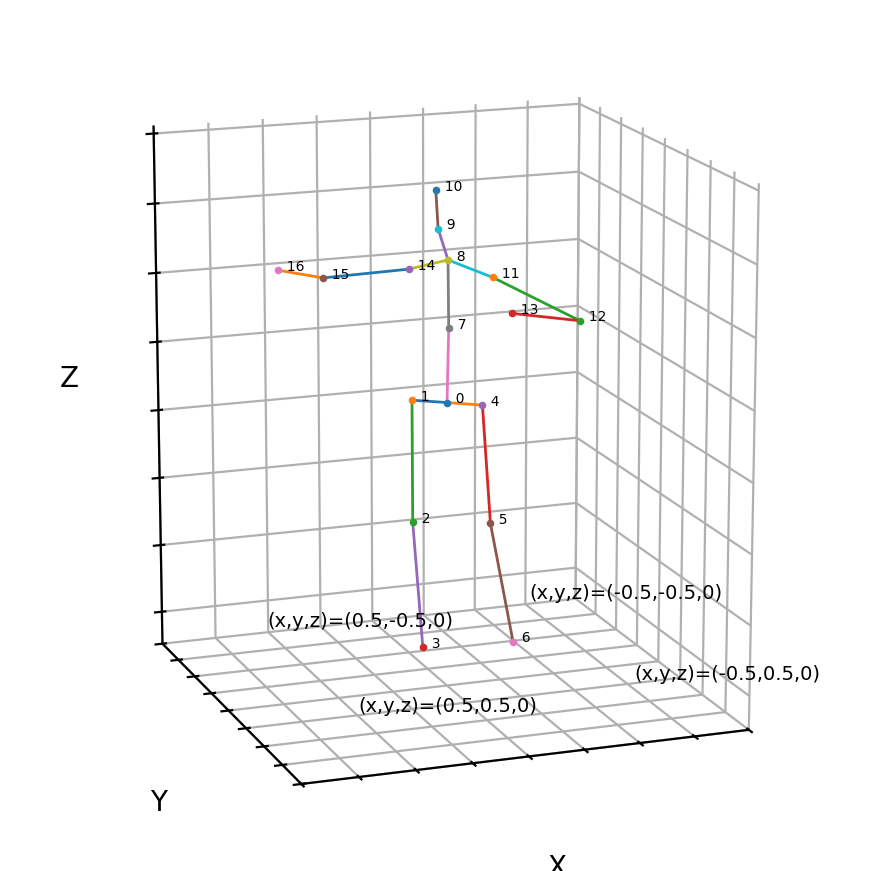 10
9
8
16
15
14
11
13
12
7
Z
1
0
4
2
5
(x,y,z)=(-0.5,-0.5,0)
(x,y,z)=(0.5,-0.5,0)
6
3
(x,y,z)=(-0.5,0.5,0)
(x,y,z)=(0.5,0.5,0)
Y
X